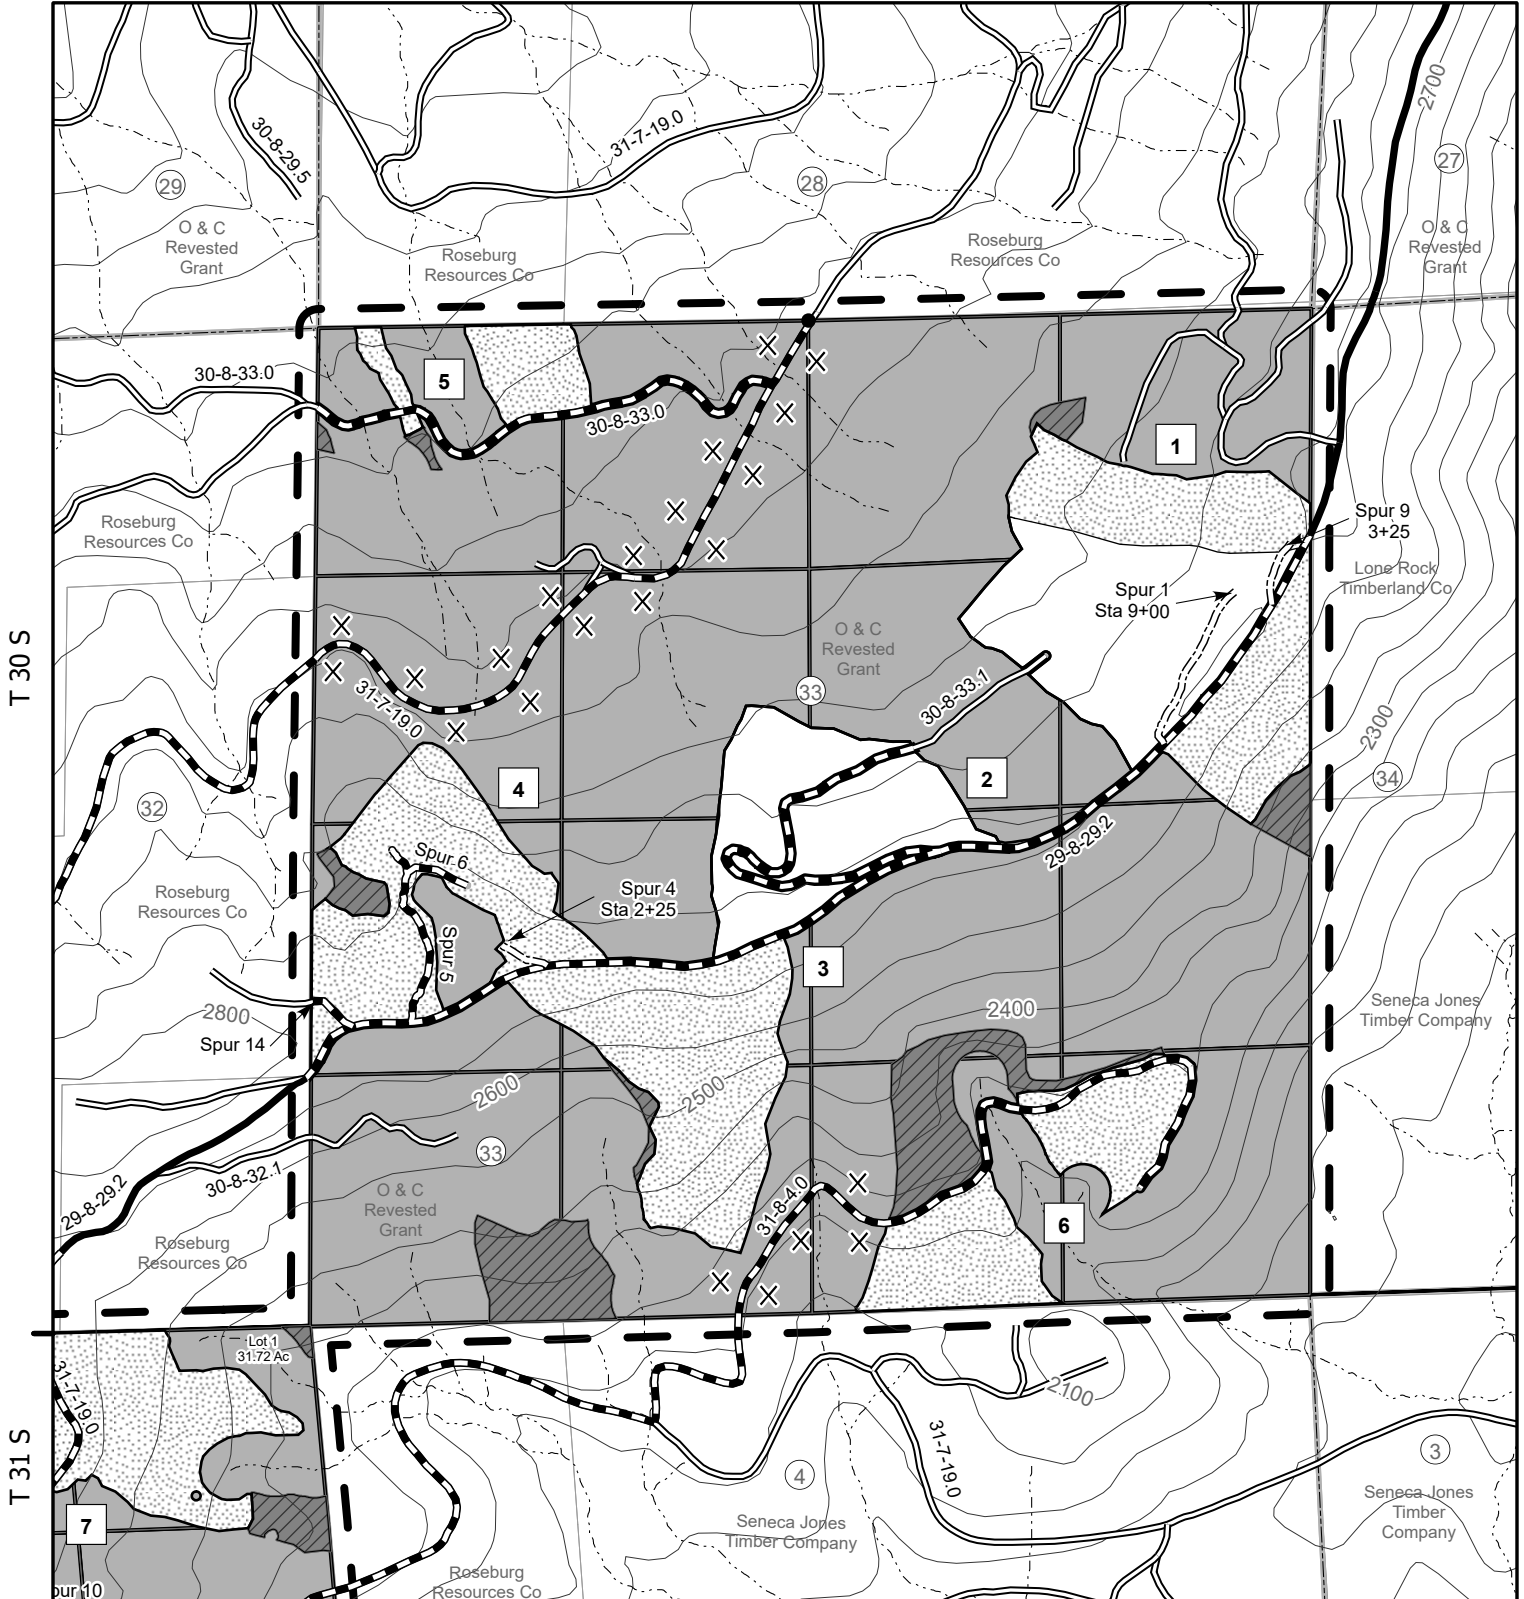 2700
30-8-29.5
31-7-19.0
27
29
28
O & C
Revested
Grant
Roseburg
Resources Co
Roseburg
Resources Co
O & C
Revested
Grant
30-8-33.0
5
30-8-33.0
1
Roseburg
Resources Co
Spur 9
3+25
Lone Rock
Timberland Co
Spur 1
Sta 9+00
T 30 S
O & C
Revested
Grant
33
30-8-33.1
31-7-19.0
2300
4
2
34
32
29-8-29.2
Spur 6
Spur 4
Sta 2+25
Roseburg
Resources Co
Spur 5
3
2800
2400
Seneca Jones
Timber Company
Spur 14
2600
2500
33
30-8-32.1
29-8-29.2
O & C
Revested
Grant
31-8-4.0
6
Roseburg
Resources Co
Lot 1
31.72 Ac
31-7-19.0
2100
T 31 S
31-7-19.0
4
3
Seneca Jones
Timber
Company
Seneca Jones
Timber Company
7
Roseburg
Resources Co
our 10